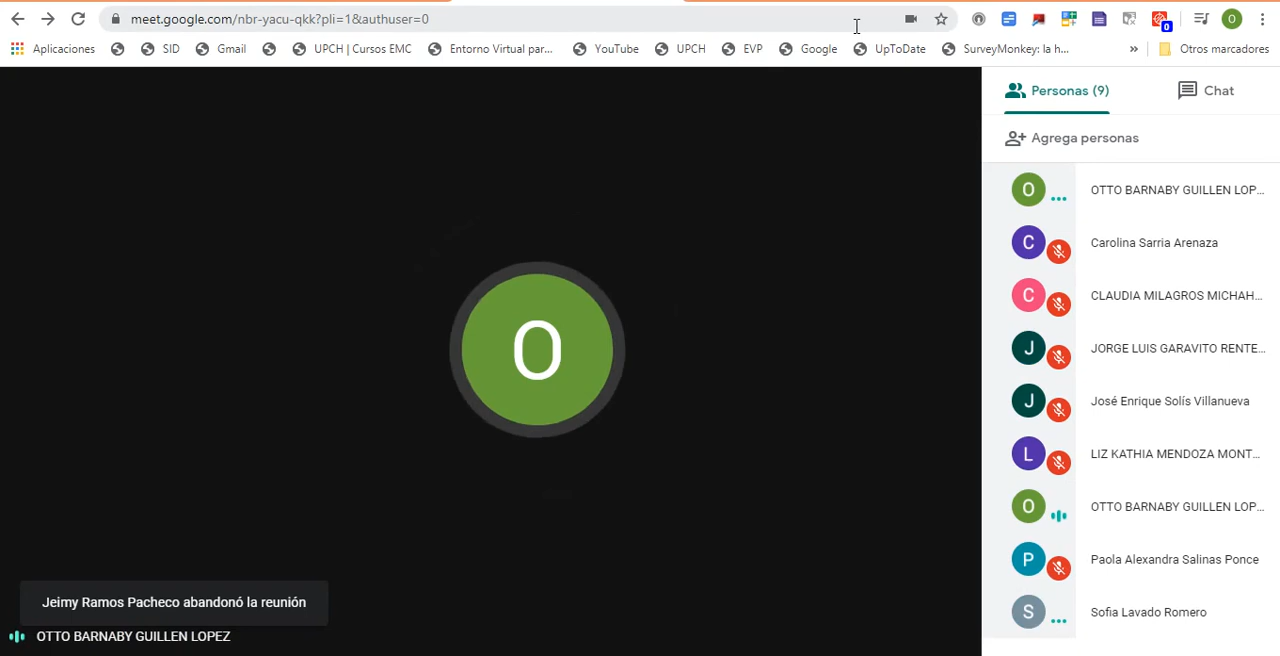 meet.google.com/nbr-yacu-qkk?pli=1&authuser=0
0
O
Aplicaciones SID Gmail UPCH | Cursos EMC Entorno Virtual par... YouTube UPCH EVP Google UpToDate SurveyMonkey: la h... » Otros marcadores
Personas (9) Chat
Agrega personas
O OTTO BARNABY GUILLEN LOP...
C Carolina Sarria Arenaza
C CLAUDIA MILAGROS MICHAH...
J JORGE LUIS GARAVITO RENTE...
J José Enrique Solís Villanueva
L LIZ KATHIA MENDOZA MONT...
O OTTO BARNABY GUILLEN LOP...
P Paola Alexandra Salinas Ponce
S Sofia Lavado Romero
O
Jeimy Ramos Pacheco abandonó la reunión
OTTO BARNABY GUILLEN LOPEZ